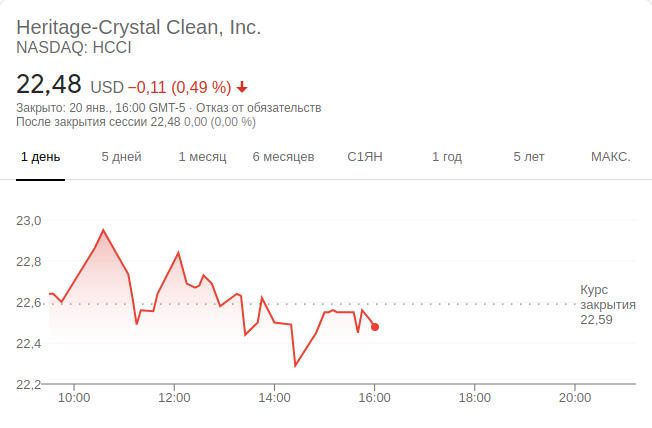 Heritage-Crystal Clean, Inc.
NASDAQ: HCCI
22,48 USD −0,11 (0,49 %)
Закрыто: 20 янв., 16:00 GMT-5 · Отказ от обязательств
После закрытия сессии 22,48 0,00 (0,00 %)
1 день 5 дней 1 месяц 6 месяцев С1ЯН 1 год 5 лет МАКС.
23,0
22,8
22,6
22,4
22,2
Курс
закрытия
22,59
10:00 12:00 14:00 16:00 18:00 20:00